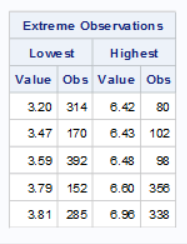 Extreme Observations
Lowest Highest
Value Obs Value Obs
3.20 314 6.42 80
3.47 170 6.43 102
3.59 392 6.48 98
3.79 152 6.60 356
3.81 285 6.96 338